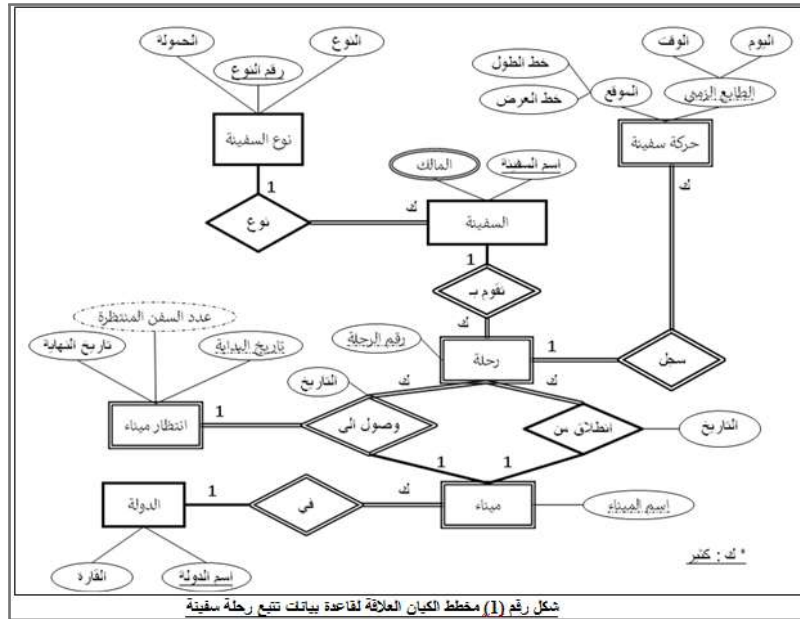 الحمولة
النوع
رقم النوع
نوع السفينة
اليوم
الوقت
الطابع الزمني
خط الطول
الموقع
خط العرض
حركة سفينة
المالك
اسم السفينة
1
ك
ك
نوع
السفينة
1
تقوم بـ
ك
عدد السفن المنتظرة
تاريخ النهاية
تاريخ البداية
رقم الرحلة
رحلة
1
سجل
التاريخ
ك
ك
انتظار ميناء
1
وصول الى
انطلاق من
التاريخ
1
1
الدولة
1
في
ك
ميناء
اسم الميناء
القارة
اسم الدولة
* ك : كثير
شكل رقم (1) مخطط الكيان العلاقة لقاعدة بيانات تتبع رحلة سفينة